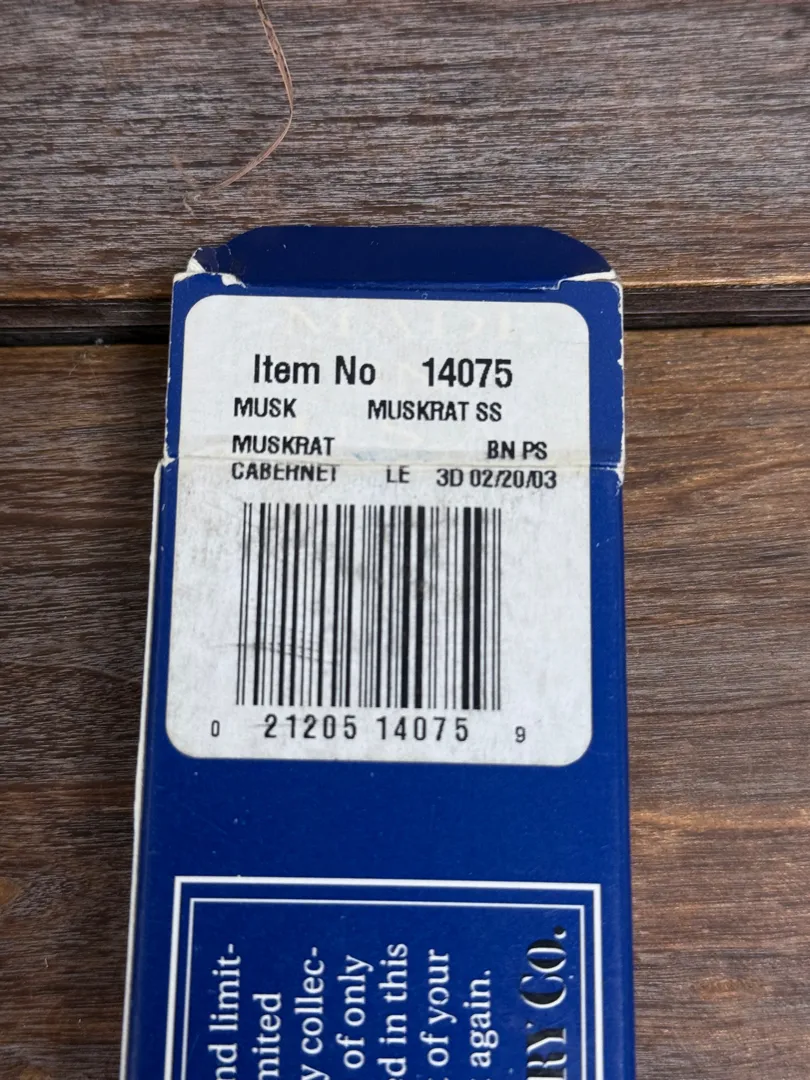 Item No 14075
MUSK MUSKRAT SS
MUSKRAT BN PS
CABERNET LE 3D 02/20/03
0 21205 14075 9
nd limit-
mited
y collec-
of only
ed in this
of your
again.
RY CO.